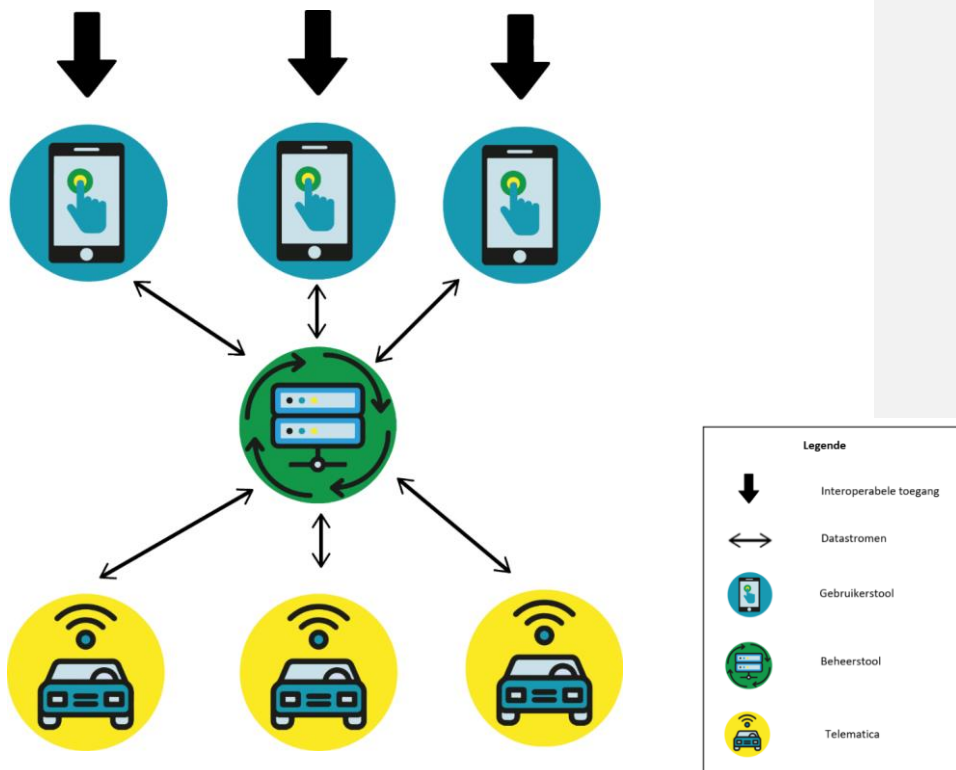 Legende
Interoperabele toegang
Datastromen
Gebruikerstool
Beheerstool
Telematica